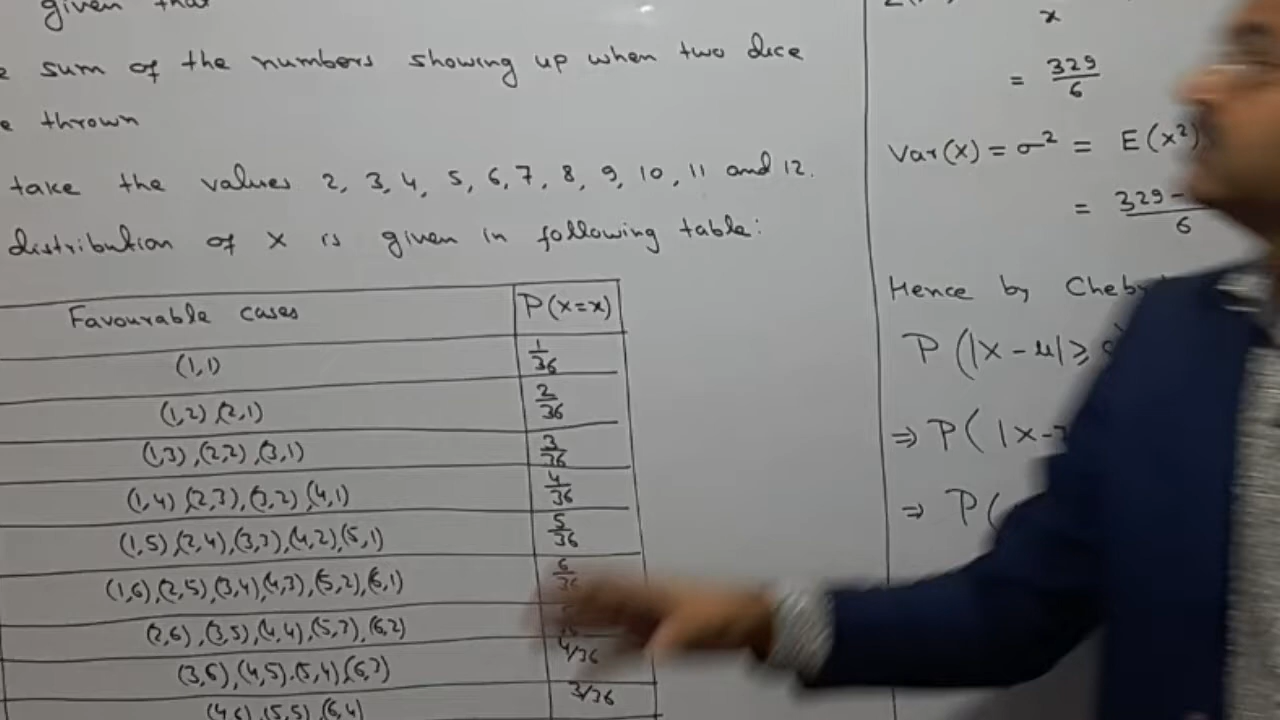 given that
sum of the numbers showing up when two dice
thrown
take the values 2, 3, 4, 5, 6, 7, 8, 9, 10, 11 and 12.
distribution of X is given in following table:
Favourable cases P(X=x)
(1,1) 1/36
(1,2) (2,1) 2/36
(1,3), (2,2), (3,1) 3/36
(1,4), (2,3), (3,2), (4,1) 4/36
(1,5), (2,4), (3,3), (4,2), (5,1) 5/36
(1,6), (2,5), (3,4), (4,3), (5,2), (6,1) 6/36
(2,6), (3,5), (4,4), (5,3), (6,2)
(3,6), (4,5), (5,4), (6,3) 4/36
(4,6), (5,5), (6,4) 3/36
x
= 329/6
Var(X) = σ² = E(X²)
= 329 - / 6
Hence by
P(|X-μ| ≥
⇒ P(|X-
⇒ P(